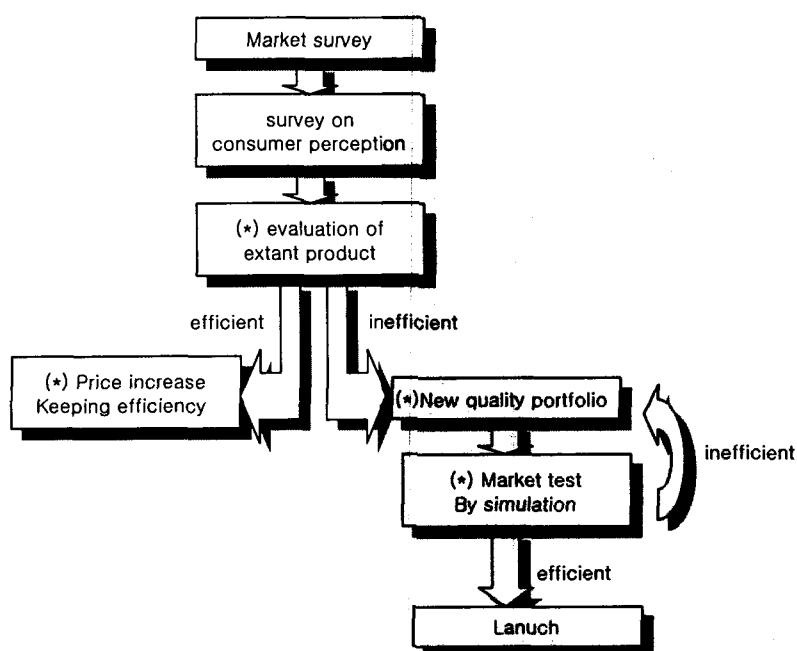 Market survey
survey on
consumer perception
(*) evaluation of
extant product
efficient
inefficient
(*) Price increase
Keeping efficiency
(*)New quality portfolio
inefficient
(*) Market test
By simulation
efficient
Lanuch